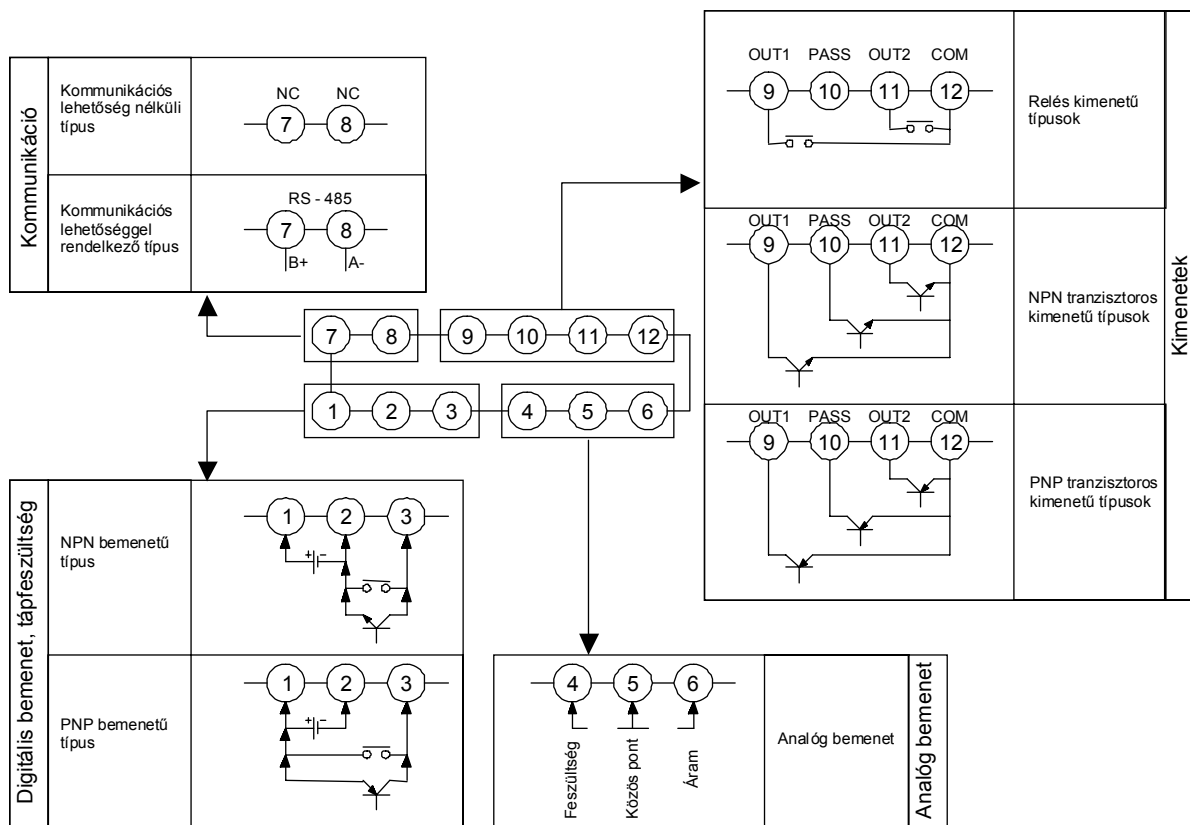 Kommunikáció
Kommunikációs
lehetőség nélküli
típus
NC NC
7 8
Kommunikációs
lehetőséggel
rendelkező típus
RS - 485
7 8
B+ A-
OUT1 PASS OUT2 COM
9 10 11 12
Relés kimenetű
típusok
OUT1 PASS OUT2 COM
9 10 11 12
NPN tranzisztoros
kimenetű típusok
OUT1 PASS OUT2 COM
9 10 11 12
PNP tranzisztoros
kimenetű típusok
Kimenetek
7 8 9 10 11 12
1 2 3 4 5 6
Digitális bemenet, tápfeszültség
NPN bemenetű
típus
1 2 3
+ -
PNP bemenetű
típus
1 2 3
+ -
4 5 6
Feszültség
Közös pont
Áram
Analóg bemenet
Analóg bemenet